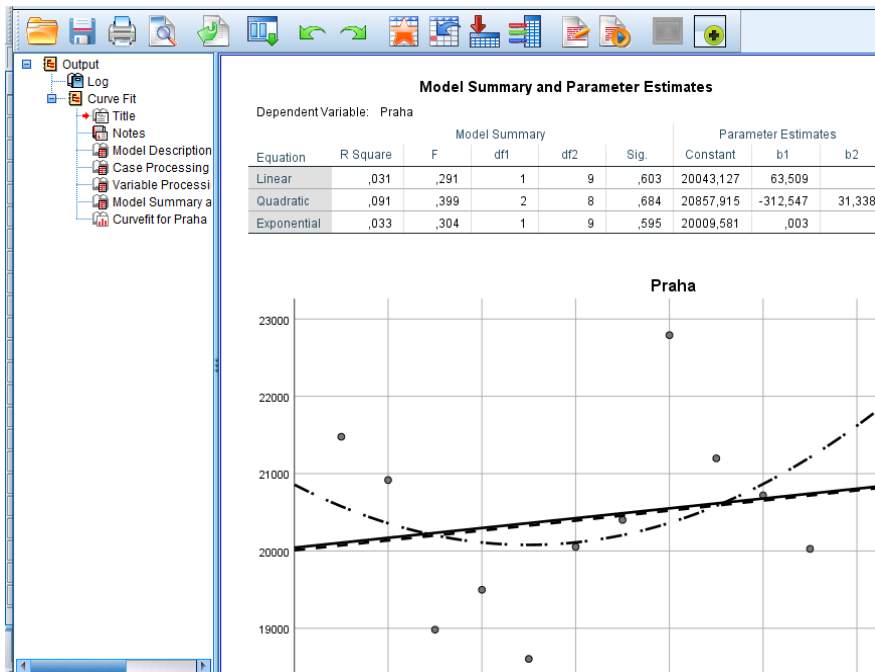 Output
Log
Curve Fit
Title
Notes
Model Description
Case Processing
Variable Processi
Model Summary a
Curvefit for Praha
Model Summary and Parameter Estimates
Dependent Variable: Praha
Model Summary Parameter Estimates
Equation R Square F df1 df2 Sig. Constant b1 b2
Linear ,031 ,291 1 9 ,603 20043,127 63,509
Quadratic ,091 ,399 2 8 ,684 20857,915 -312,547 31,338
Exponential ,033 ,304 1 9 ,595 20009,581 ,003
Praha
23000
22000
21000
20000
19000